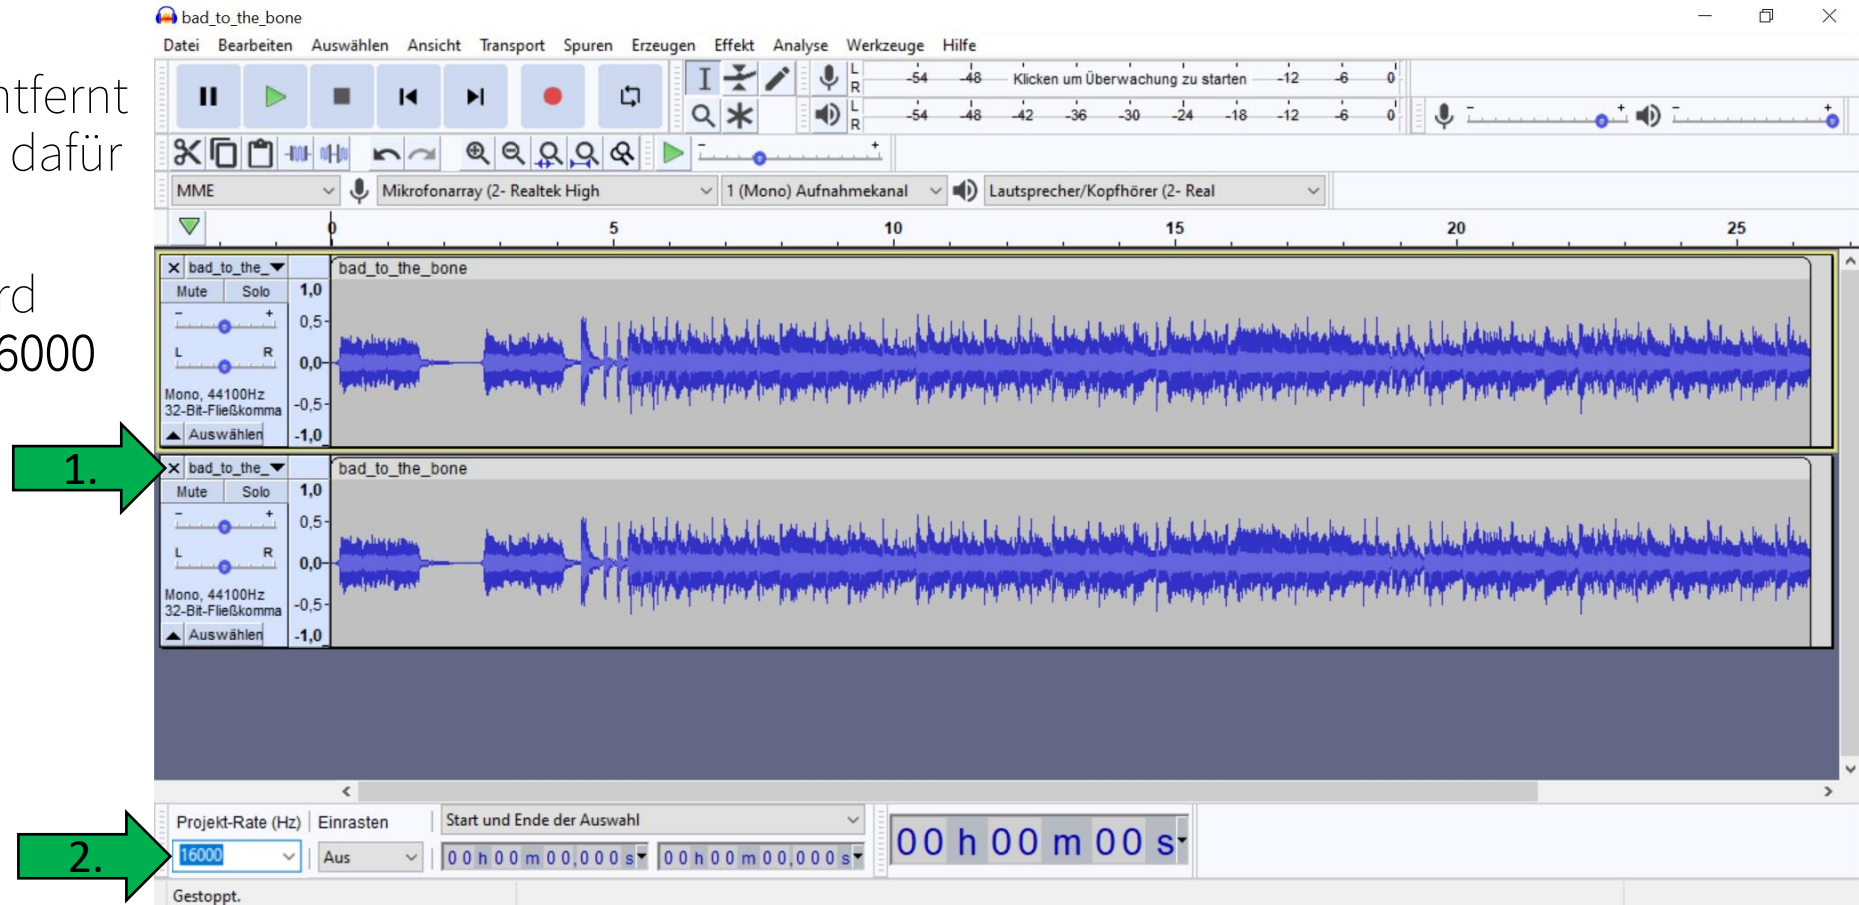 bad_to_the_bone
Datei Bearbeiten Auswählen Ansicht Transport Spuren Erzeugen Effekt Analyse Werkzeuge Hilfe
dafür
6000
L
R
-54 -48 Klicken um Überwachung zu starten -12 -6 0
L
R
-54 -48 -42 -36 -30 -24 -18 -12 -6 0
- +
- +
- +
MME
Mikrofonarray (2- Realtek High
1 (Mono) Aufnahmekanal
Lautsprecher/Kopfhörer (2- Real
0 5 10 15 20 25
bad_to_the_
bad_to_the_bone
Mute Solo
- +
L R
Mono, 44100Hz
32-Bit-Fließkomma
Auswählen
1,0
0,5-
0,0-
-0,5-
-1,0
1.
bad_to_the_
bad_to_the_bone
Mute Solo
- +
L R
Mono, 44100Hz
32-Bit-Fließkomma
Auswählen
1,0
0,5-
0,0-
-0,5-
-1,0
2.
Projekt-Rate (Hz) Einrasten
Start und Ende der Auswahl
16000
Aus
00 h 00 m 00,000 s
00 h 00 m 00,000 s
00 h 00 m 00 s
Gestoppt.